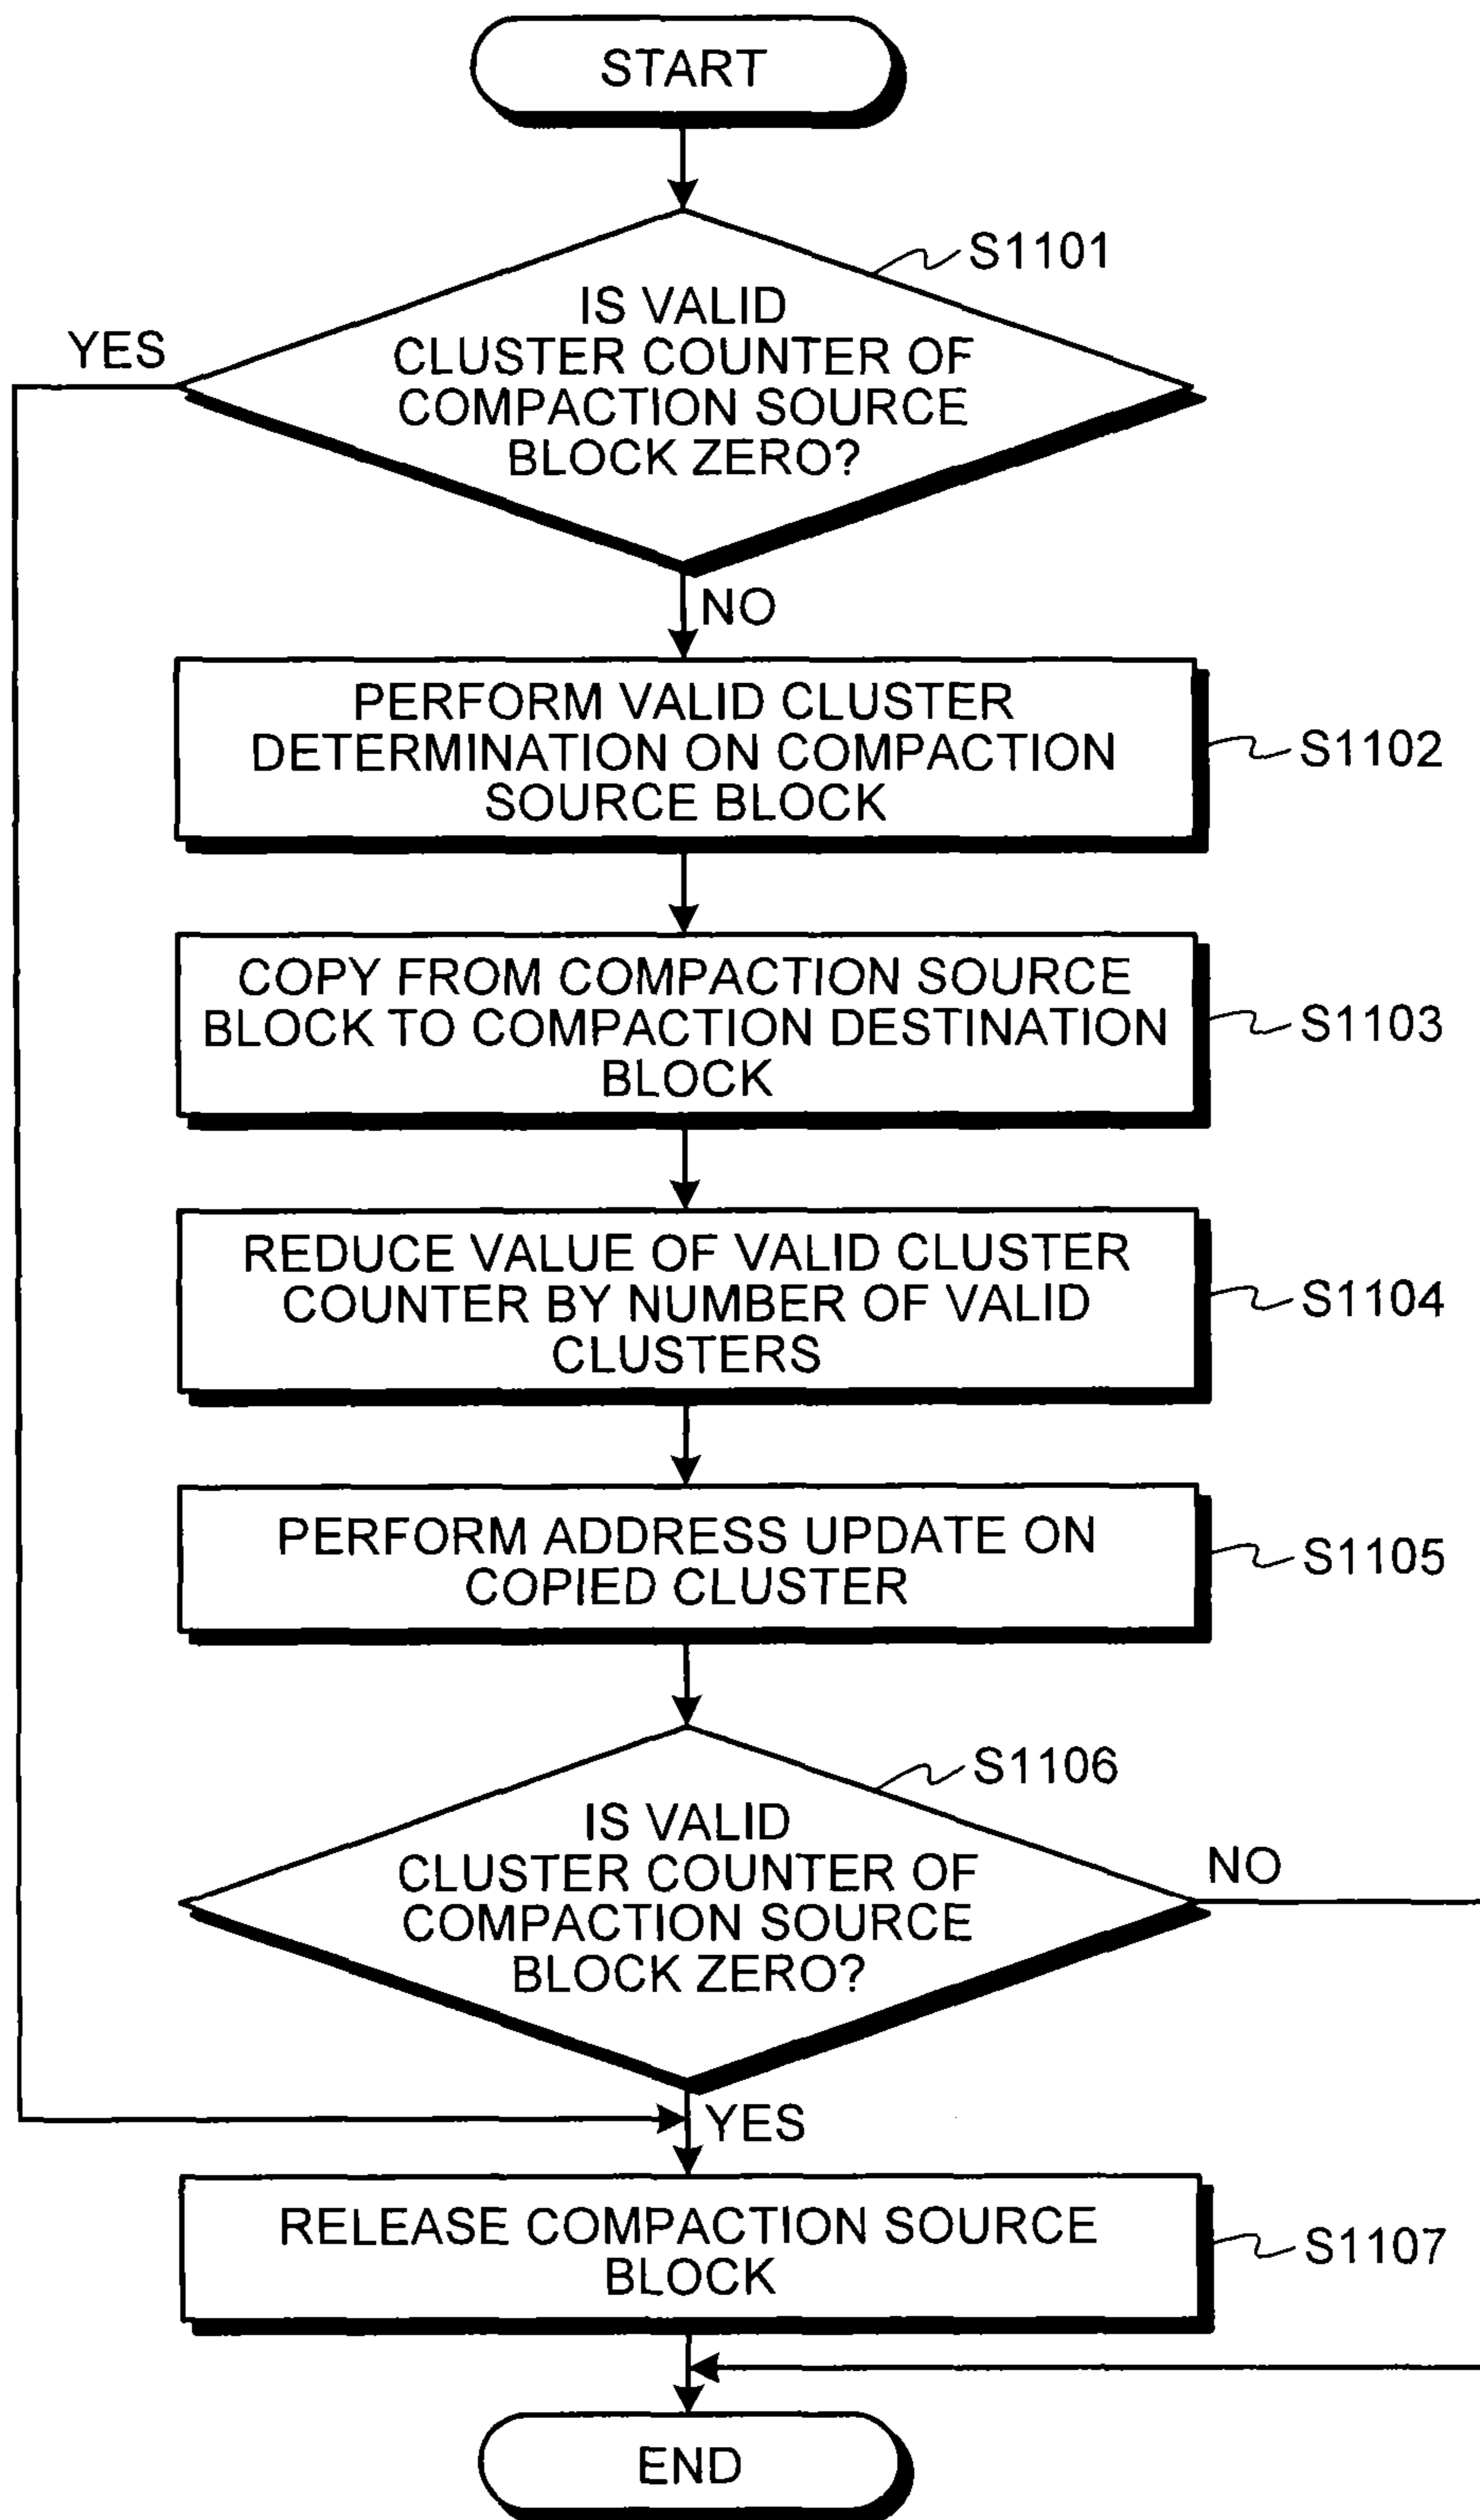 START
S1101
IS VALID
CLUSTER COUNTER OF
COMPACTION SOURCE
BLOCK ZERO?
YES
NO
PERFORM VALID CLUSTER
DETERMINATION ON COMPACTION
SOURCE BLOCK
S1102
COPY FROM COMPACTION SOURCE
BLOCK TO COMPACTION DESTINATION
BLOCK
S1103
REDUCE VALUE OF VALID CLUSTER
COUNTER BY NUMBER OF VALID
CLUSTERS
S1104
PERFORM ADDRESS UPDATE ON
COPIED CLUSTER
S1105
S1106
IS VALID
CLUSTER COUNTER OF
COMPACTION SOURCE
BLOCK ZERO?
NO
YES
RELEASE COMPACTION SOURCE
BLOCK
S1107
END